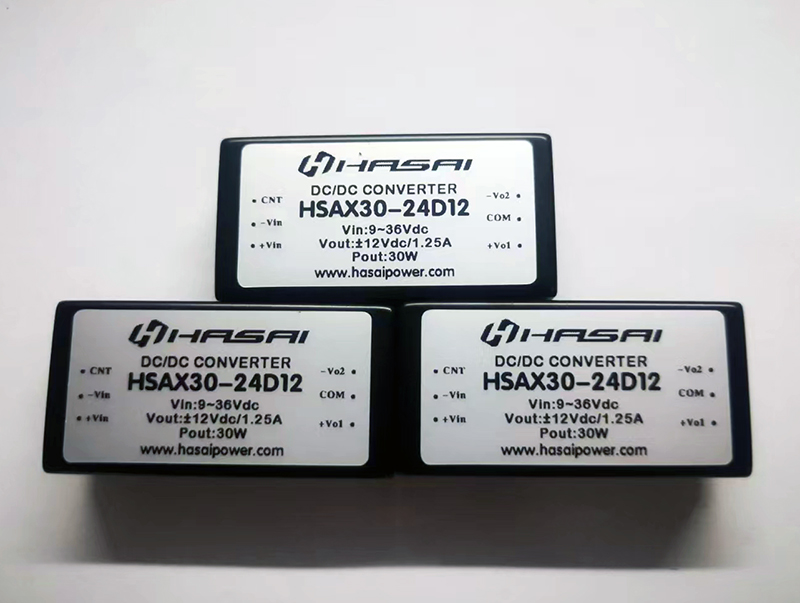 HASAI
DC/DC CONVERTER
HSAX30-24D12
Vin:9~36Vdc
Vout:±12Vdc/1.25A
Pout:30W
www.hasaipower.com
CNT
-Vin
+Vin
-Vo2
COM
+Vo1
HASAI
DC/DC CONVERTER
HSAX30-24D12
Vin:9~36Vdc
Vout:±12Vdc/1.25A
Pout:30W
www.hasaipower.com
CNT
-Vin
+Vin
-Vo2
COM
+Vo1
HASAI
DC/DC CONVERTER
HSAX30-24D12
Vin:9~36Vdc
Vout:±12Vdc/1.25A
Pout:30W
www.hasaipower.com
CNT
-Vin
+Vin
-Vo2
COM
+Vo1